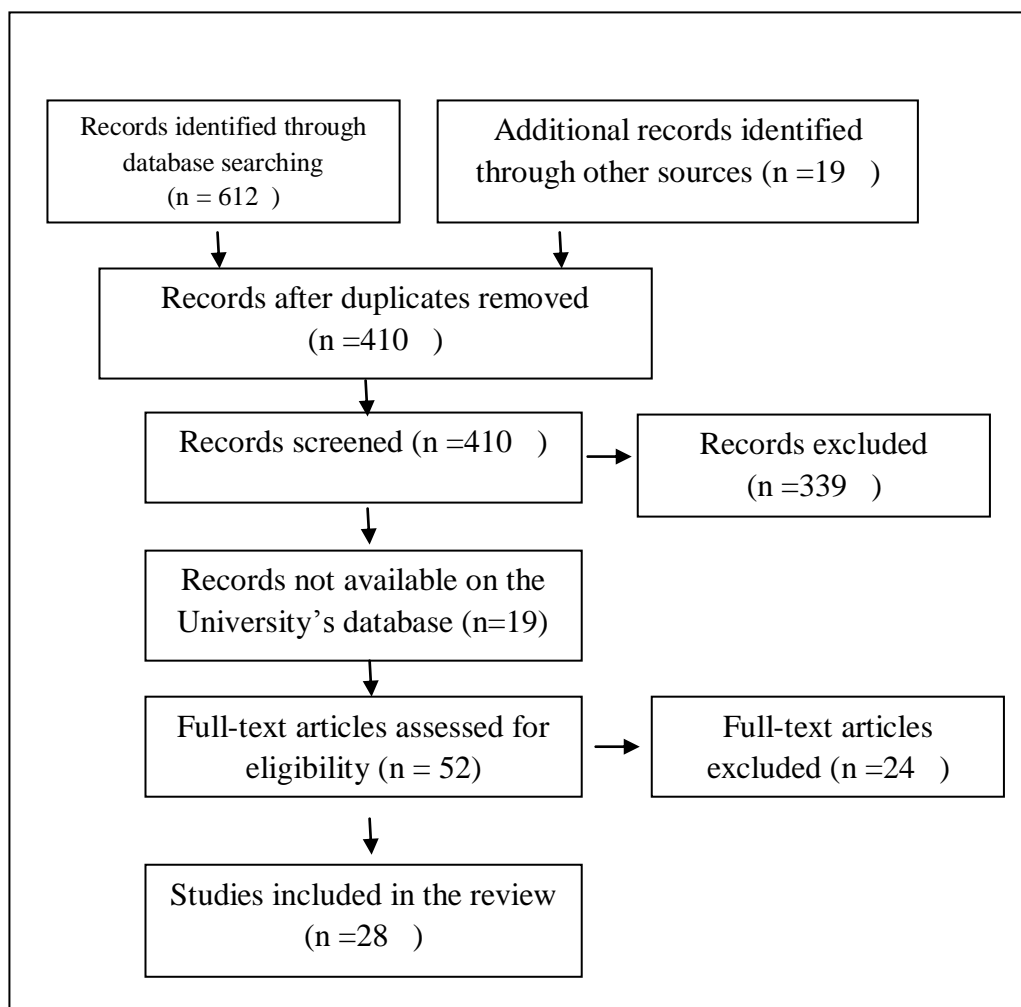 Records identified through
database searching
(n = 612 )
Additional records identified
through other sources (n =19 )
Records after duplicates removed
(n =410 )
Records screened (n =410 )
Records excluded
(n =339 )
Records not available on the
University’s database (n=19)
Full-text articles assessed for
eligibility (n = 52)
Full-text articles
excluded (n =24 )
Studies included in the review
(n =28 )